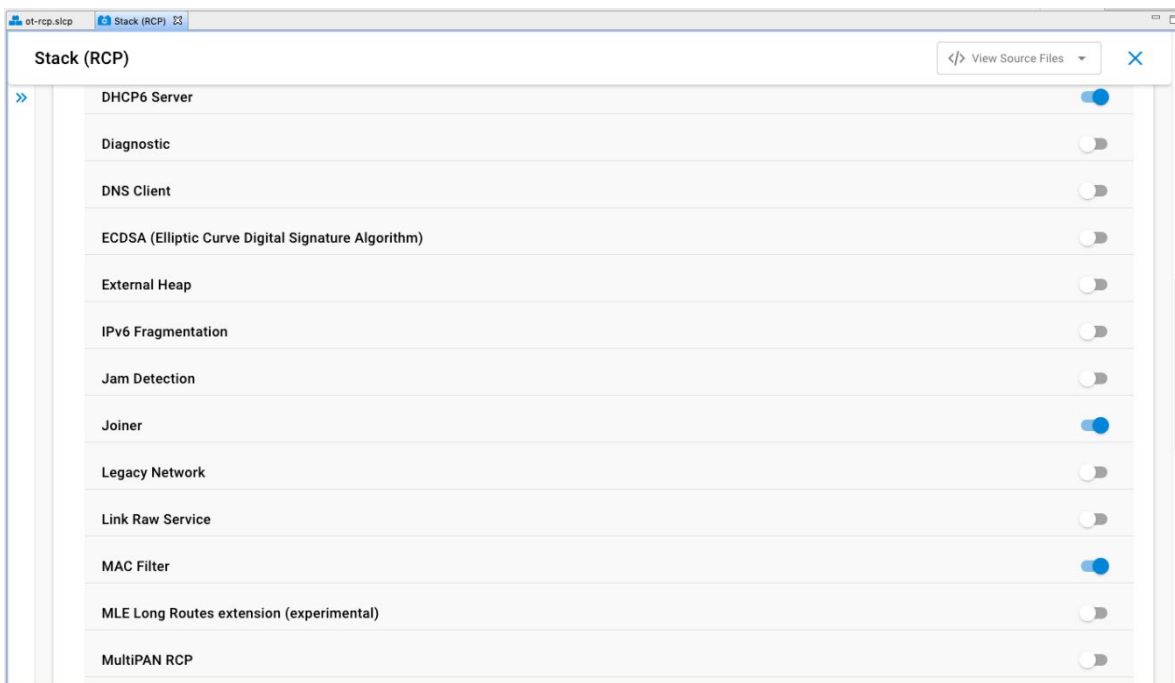 ot-rcp.slcp
Stack (RCP)
Stack (RCP)
</> View Source Files
DHCP6 Server
Diagnostic
DNS Client
ECDSA (Elliptic Curve Digital Signature Algorithm)
External Heap
IPv6 Fragmentation
Jam Detection
Joiner
Legacy Network
Link Raw Service
MAC Filter
MLE Long Routes extension (experimental)
MultiPAN RCP